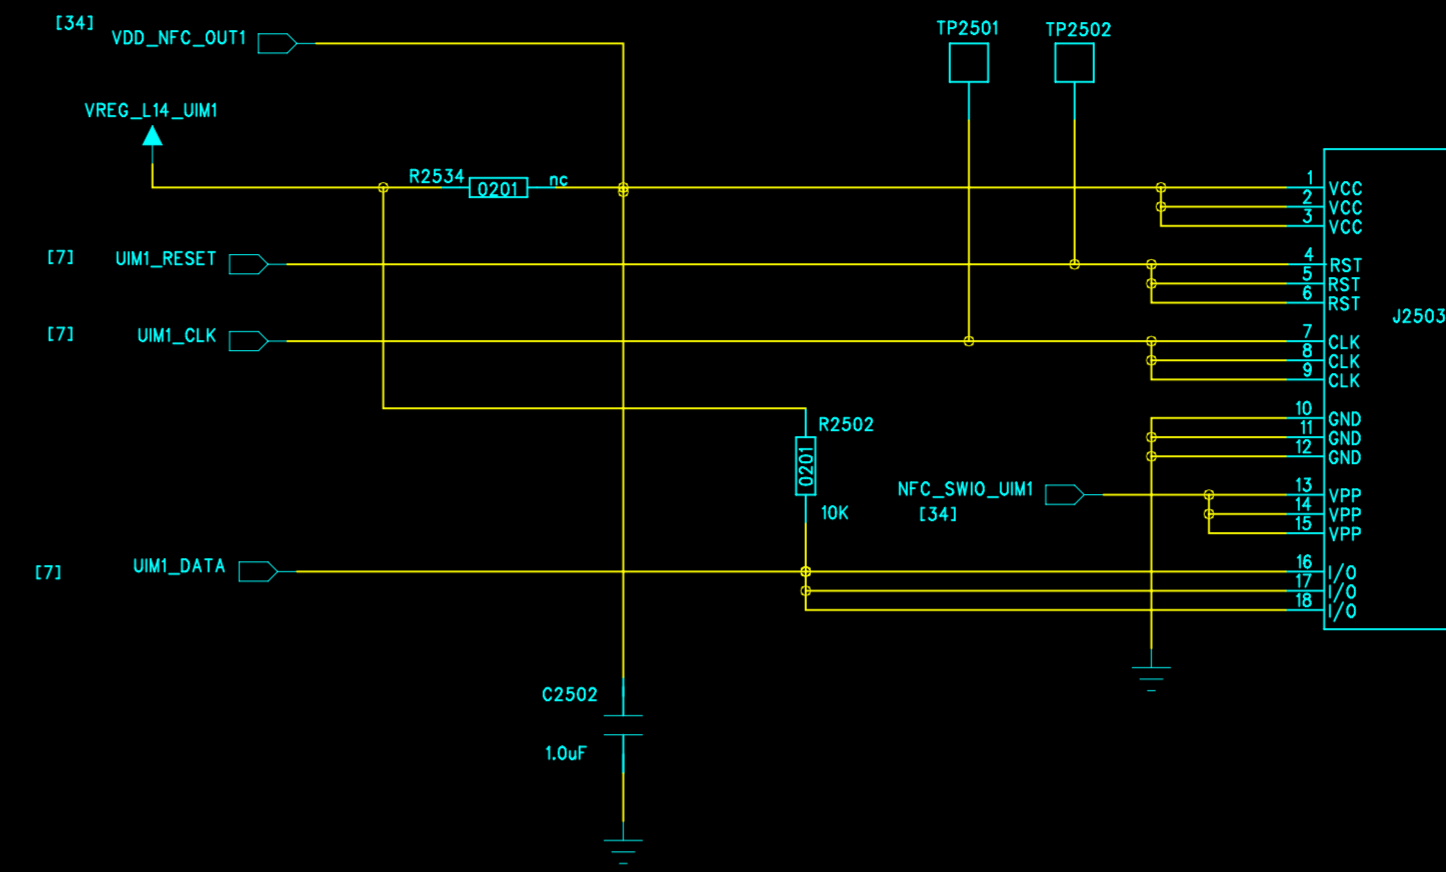 [34]
VDD_NFC_OUT1
TP2501
TP2502
VREG_L14_UIM1
R2534
0201
nc
1 VCC
2 VCC
3 VCC
[7]
UIM1_RESET
4 RST
5 RST
6 RST
J2503
[7]
UIM1_CLK
7 CLK
8 CLK
9 CLK
R2502
0201
10K
10 GND
11 GND
12 GND
NFC_SWIO_UIM1
[34]
13 VPP
14 VPP
15 VPP
[7]
UIM1_DATA
16 I/O
17 I/O
18 I/O
C2502
1.0uF